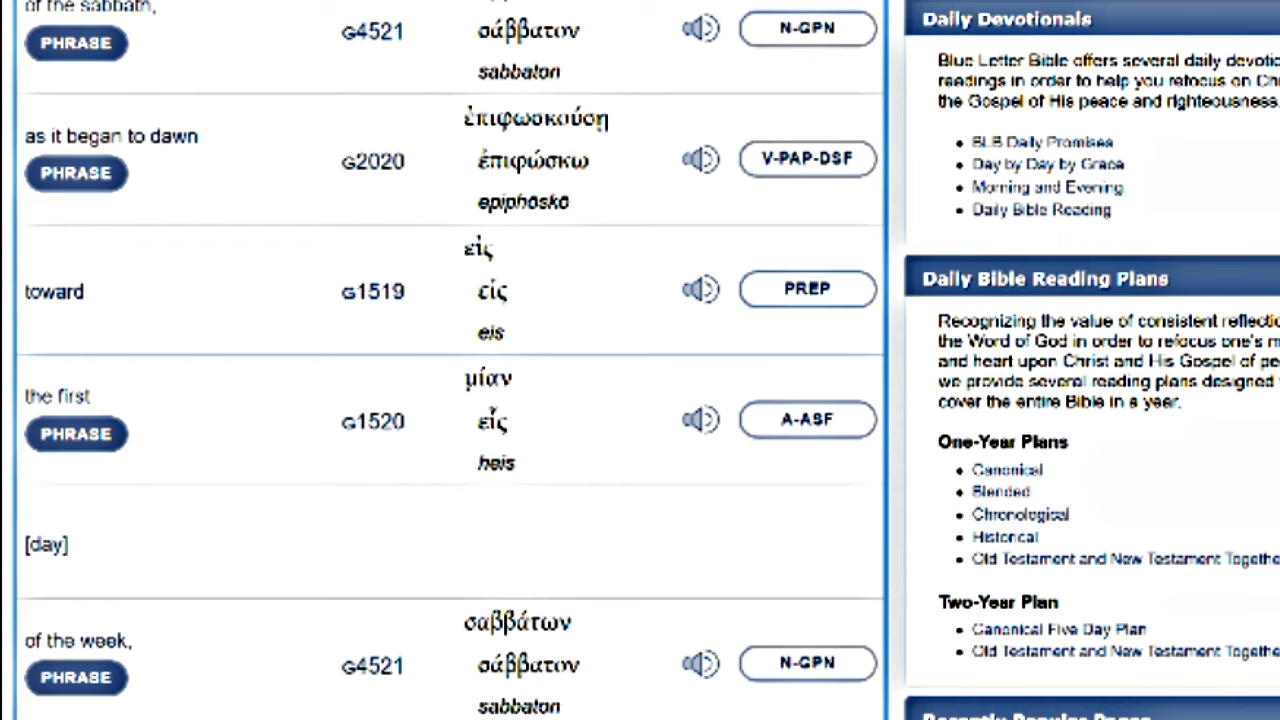 of the sabbath,
PHRASE
G4521
σάββατον
sabbaton
N-GPN
as it began to dawn
PHRASE
G2020
ἐπιφωσκούσῃ
ἐπιφώσκω
epiphōskō
V-PAP-DSF
toward
G1519
εἰς
εἰς
eis
PREP
the first
PHRASE
G1520
μίαν
εἷς
heis
A-ASF
[day]
of the week,
PHRASE
G4521
σαββάτων
σάββατον
sabbaton
N-GPN
Daily Devotionals
Blue Letter Bible offers several daily
readings in order to help you refocus on
the Gospel of His peace and righteousness.
• BLB Daily Promises
• Day by Day by Grace
• Morning and Evening
• Daily Bible Reading
Daily Bible Reading Plans
Recognizing the value of consistent
the Word of God in order to refocus one's
and heart upon Christ and His Gospel of
we provide several reading plans designed
cover the entire Bible in a year.
One-Year Plans
• Canonical
• Blended
• Chronological
• Historical
• Old Testament and New Testament
Two-Year Plan
• Canonical Five Day Plan
• Old Testament and New Testament